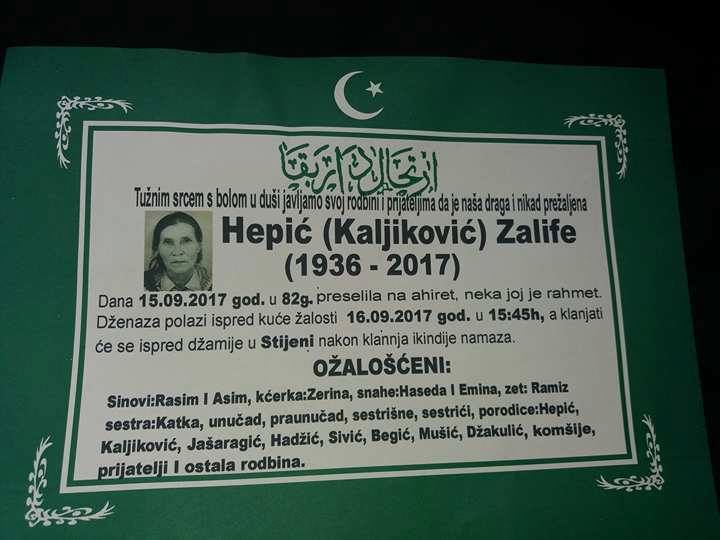 ارتحال دار بقا
Tužnim srcem s bolom u duši javljamo svoj rodbini i prijateljima da je naša draga i nikad prežaljena
Hepić (Kaljiković) Zalife
(1936 - 2017)
Dana 15.09.2017 god. u 82g. preselila na ahiret, neka joj je rahmet.
Dženaza polazi ispred kuće žalosti 16.09.2017 god. u 15:45h, a klanjati
će se ispred džamije u Stijeni nakon klannja ikindije namaza.
OŽALOŠĆENI:
Sinovi:Rasim I Asim, kćerka:Zerina, snahe:Haseda I Emina, zet: Ramiz
sestra:Katka, unučad, praunučad, sestrišne, sestrići, porodice:Hepić,
Kaljiković, Jašaragić, Hadžić, Sivić, Begić, Mušić, Džakulić, komšije,
prijatelji I ostala rodbina.